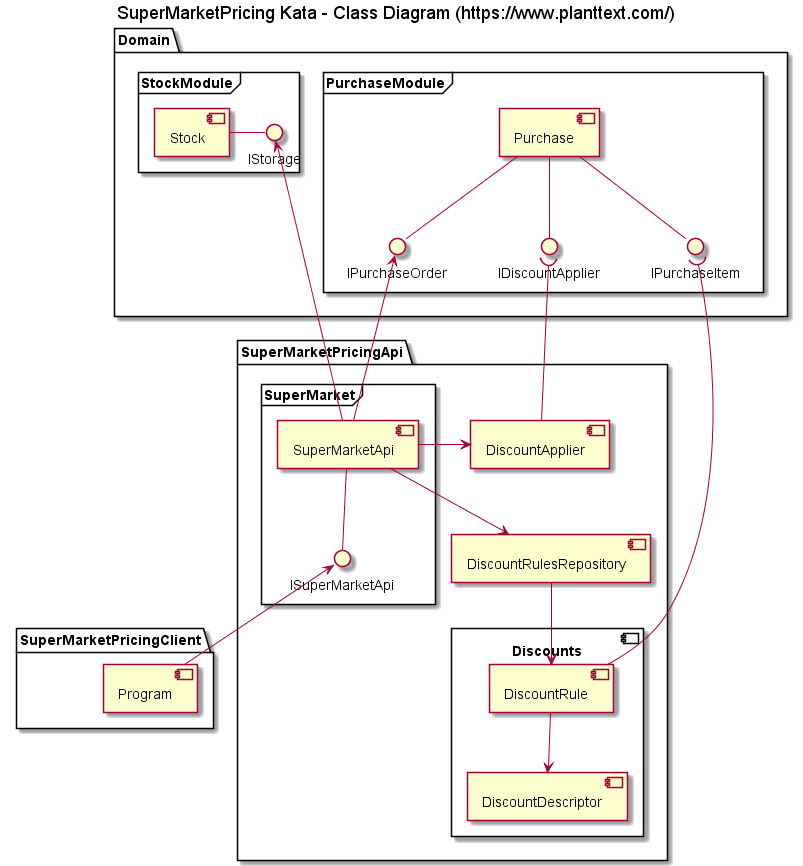 SuperMarketPricing Kata - Class Diagram (https://www.planttext.com/)
Domain
StockModule
PurchaseModule
Stock
Purchase
IStorage
IPurchaseOrder
IDiscountApplier
IPurchaseItem
SuperMarketPricingApi
SuperMarket
SuperMarketApi
DiscountApplier
DiscountRulesRepository
ISuperMarketApi
SuperMarketPricingClient
Program
Discounts
DiscountRule
DiscountDescriptor